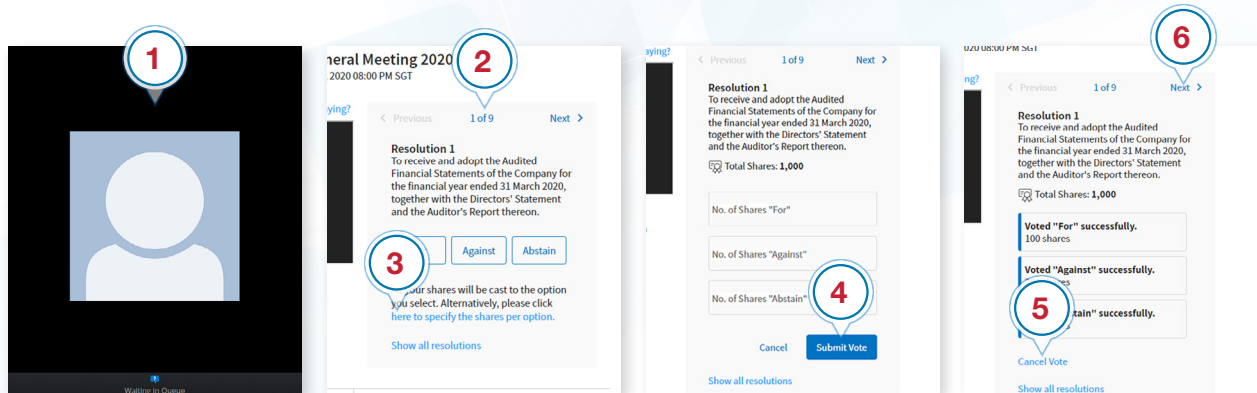 1
Waiting in Queue
2
neral Meeting 2020
2020 08:00 PM SGT
ying?
Previous 1 of 9 Next
Resolution 1
To receive and adopt the Audited
Financial Statements of the Company for
the financial year ended 31 March 2020,
together with the Directors' Statement
and the Auditor's Report thereon.
Against Abstain
3
ur shares will be cast to the option
you select. Alternatively, please click
here to specify the shares per option.
Show all resolutions
aying?
Previous 1 of 9 Next
Resolution 1
To receive and adopt the Audited
Financial Statements of the Company for
the financial year ended 31 March 2020,
together with the Directors' Statement
and the Auditor's Report thereon.
Total Shares: 1,000
No. of Shares "For"
No. of Shares "Against"
No. of Shares "Abstain"
4
Cancel Submit Vote
Show all resolutions
6
020 08:00 PM SGT
ng?
Previous 1 of 9 Next
Resolution 1
To receive and adopt the Audited
Financial Statements of the Company for
the financial year ended 31 March 2020,
together with the Directors' Statement
and the Auditor's Report thereon.
Total Shares: 1,000
Voted "For" successfully.
100 shares
Voted "Against" successfully.
5
tain" successfully.
Cancel Vote
Show all resolutions